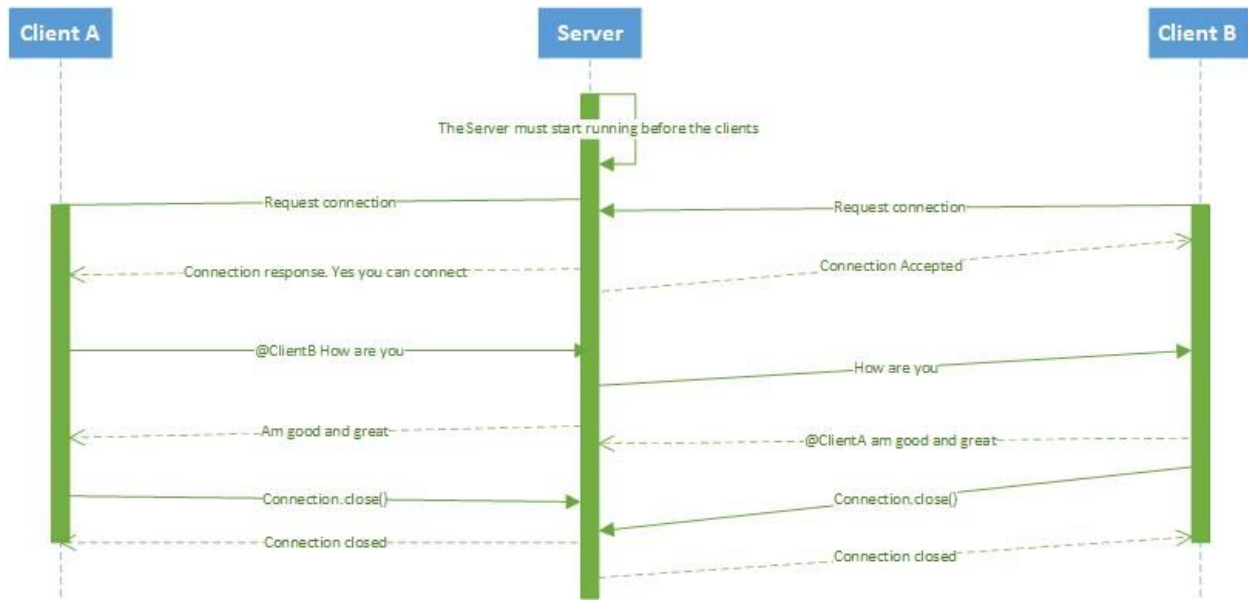 Client A
Server
Client B
The Server must start running before the clients
Request connection
Request connection
Connection response. Yes you can connect
Connection Accepted
@ClientB How are you
How are you
Am good and great
@ClientA am good and great
Connection.close()
Connection.close()
Connection closed
Connection closed